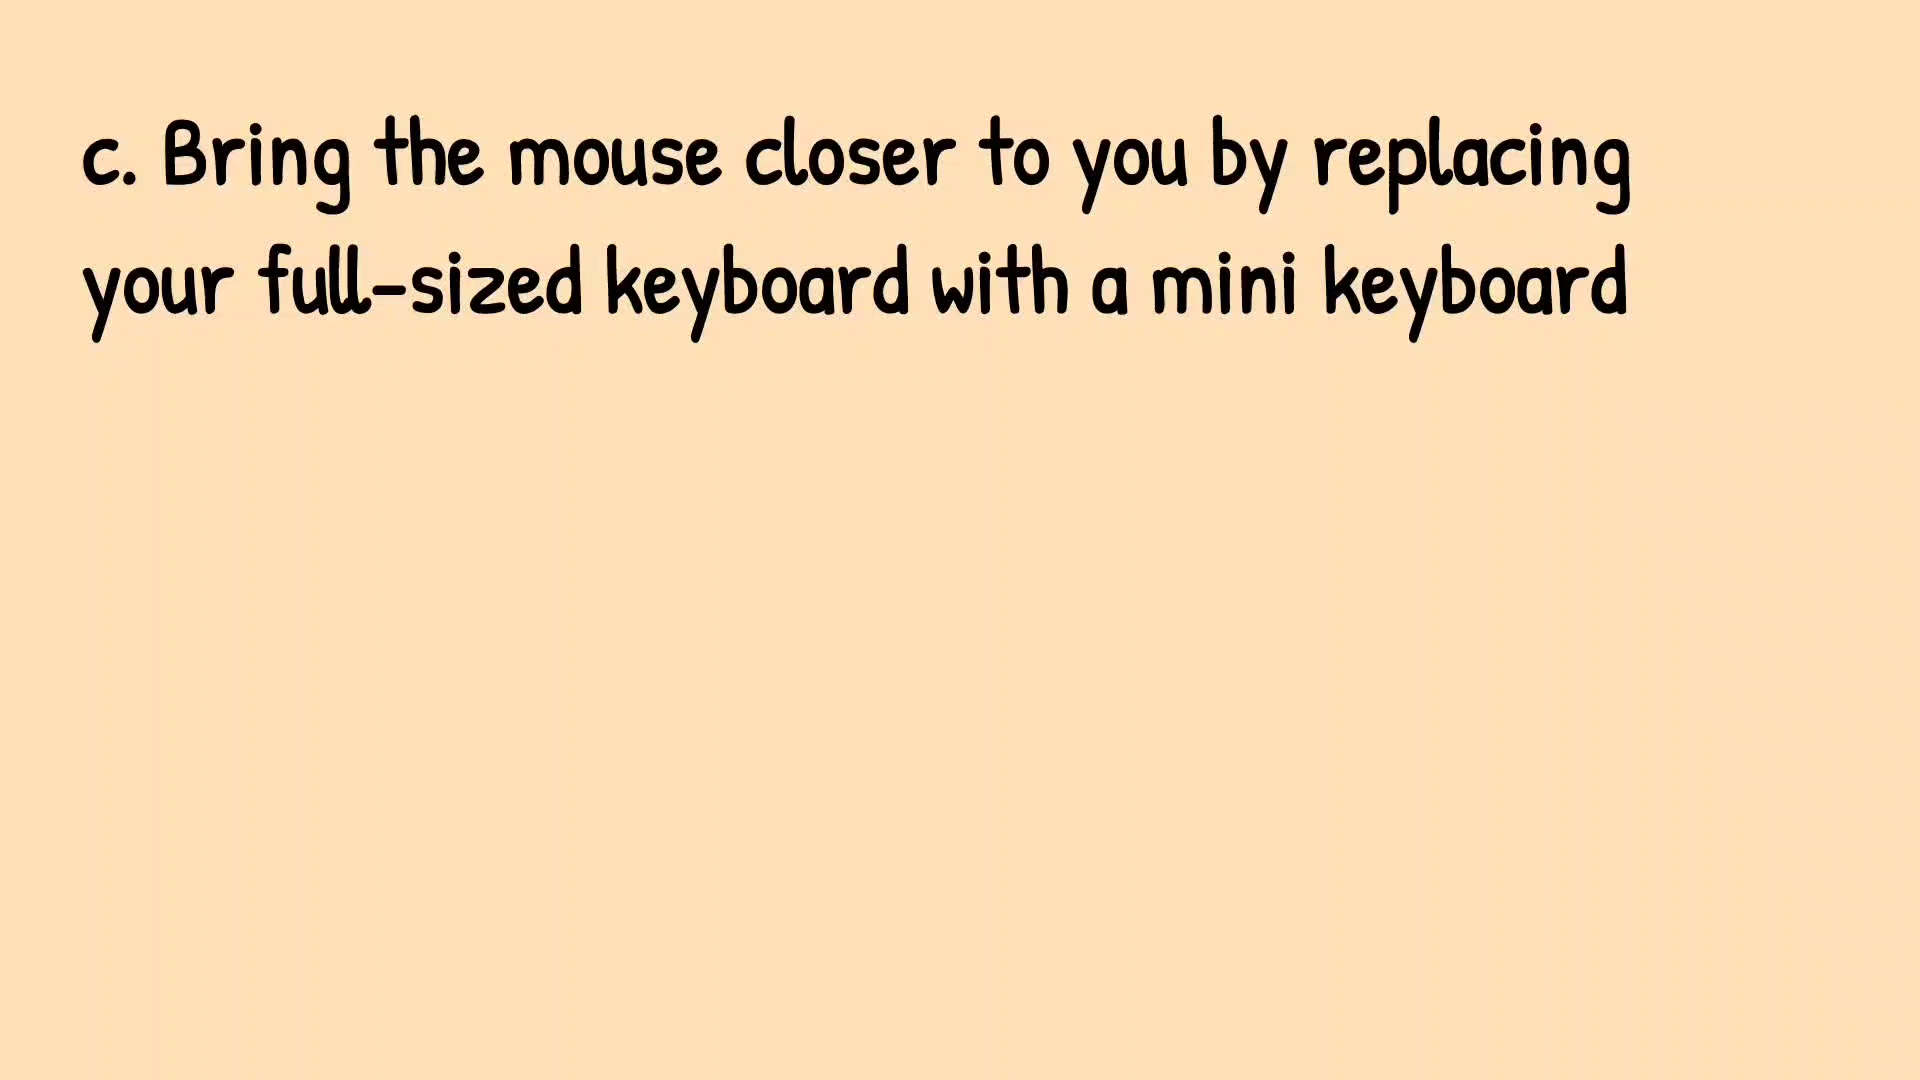 c. Bring the mouse closer to you by replacing
your full-sized keyboard with a mini keyboard